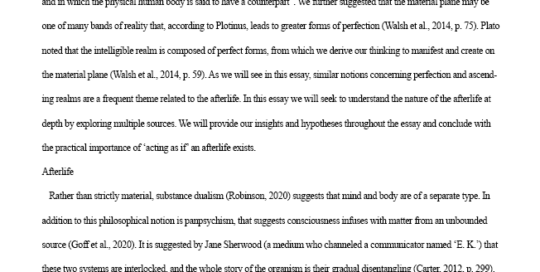 and in which the physical human body is said to have a counterpart”. We further suggested that the material plane may be
one of many bands of reality that, according to Plotinus, leads to greater forms of perfection (Walsh et al., 2014, p. 75). Plato
noted that the intelligible realm is composed of perfect forms, from which we derive our thinking to manifest and create on
the material plane (Walsh et al., 2014, p. 59). As we will see in this essay, similar notions concerning perfection and ascend-
ing realms are a frequent theme related to the afterlife. In this essay we will seek to understand the nature of the afterlife at
depth by exploring multiple sources. We will provide our insights and hypotheses throughout the essay and conclude with
the practical importance of ‘acting as if’ an afterlife exists.
Afterlife
Rather than strictly material, substance dualism (Robinson, 2020) suggests that mind and body are of a separate type. In
addition to this philosophical notion is panpsychism, that suggests consciousness infuses with matter from an unbounded
source (Goff et al., 2020). It is suggested by Jane Sherwood (a medium who channeled a communicator named ‘E. K.’) that
these two systems are interlocked, and the whole story of the organism is their gradual disentangling (Carter, 2012, p. 299).